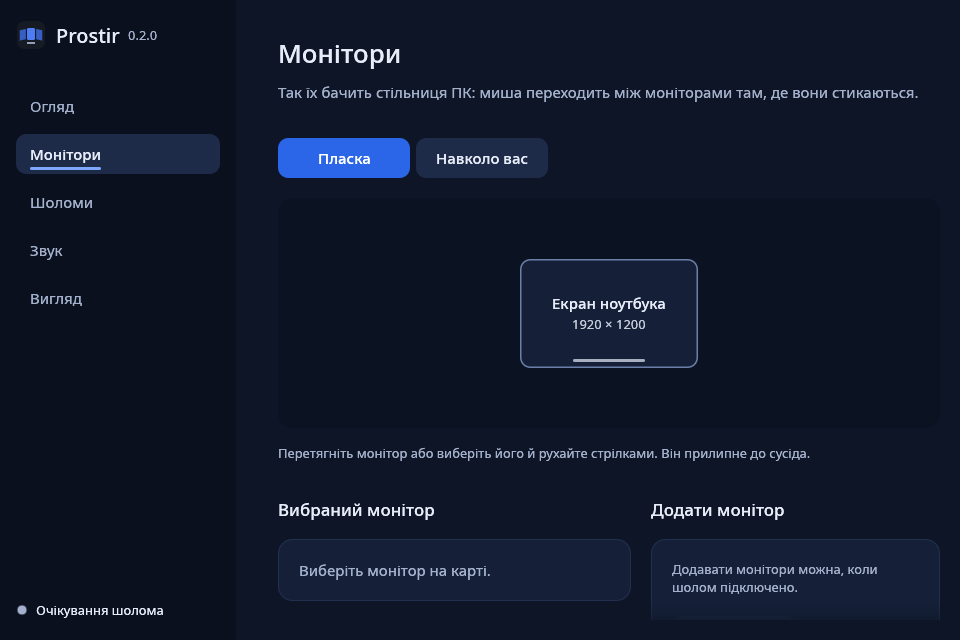 Prostir 0.2.0
Огляд
Монітори
Шоломи
Звук
Вигляд
Очікування шолома
Монітори
Так їх бачить стільниця ПК: миша переходить між моніторами там, де вони стикаються.
Пласка
Навколо вас
Екран ноутбука
1920 × 1200
Перетягніть монітор або виберіть його й рухайте стрілками. Він прилипне до сусіда.
Вибраний монітор
Виберіть монітор на карті.
Додати монітор
Додавати монітори можна, коли
шолом підключено.